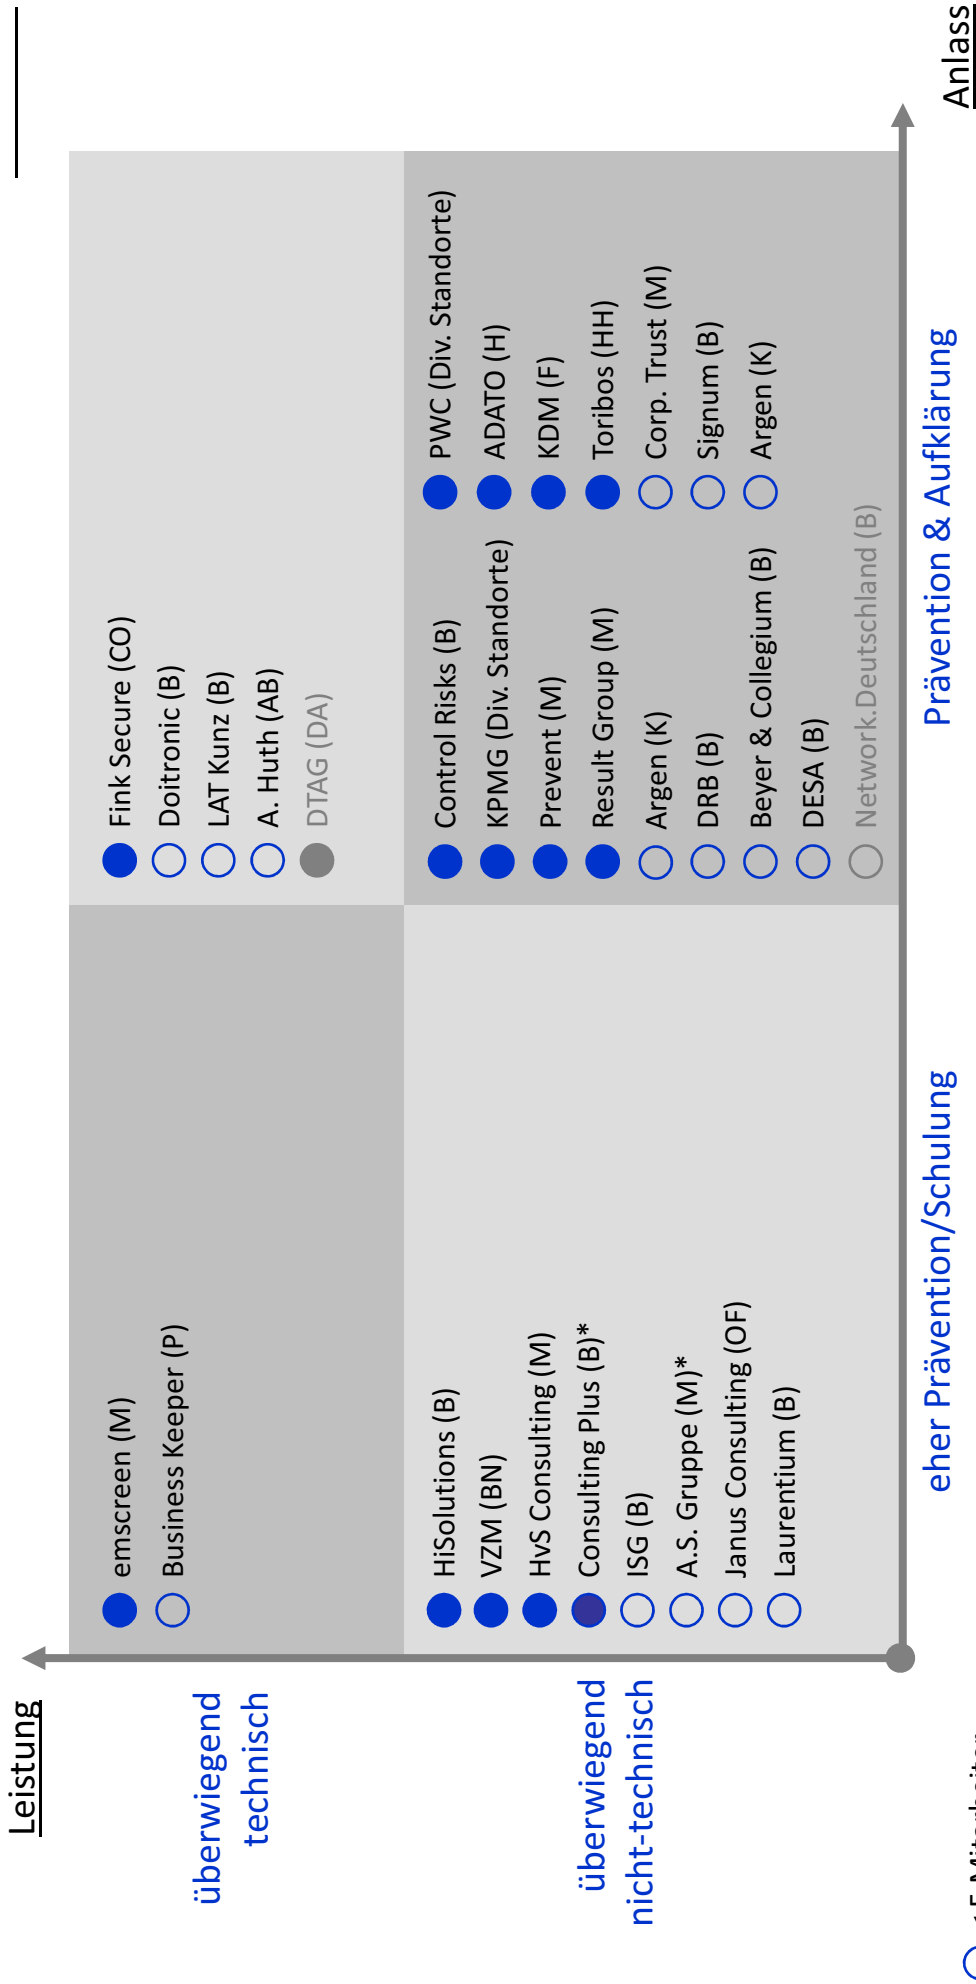 Leistung
überwiegend
technisch
emscreen (M)
Business Keeper (P)
Fink Secure (CO)
Doitronic (B)
LAT Kunz (B)
A. Huth (AB)
DTAG (DA)
überwiegend
nicht-technisch
HiSolutions (B)
VZM (BN)
HvS Consulting (M)
Consulting Plus (B)*
ISG (B)
A.S. Gruppe (M)*
Janus Consulting (OF)
Laurentium (B)
Control Risks (B)
KPMG (Div. Standorte)
Prevent (M)
Result Group (M)
Argen (K)
DRB (B)
Beyer & Collegium (B)
DESA (B)
Network.Deutschland (B)
PWC (Div. Standorte)
ADATO (H)
KDM (F)
Toribos (HH)
Corp. Trust (M)
Signum (B)
Argen (K)
eher Prävention/Schulung
Prävention & Aufklärung
Anlass
5 Mitarbeiter